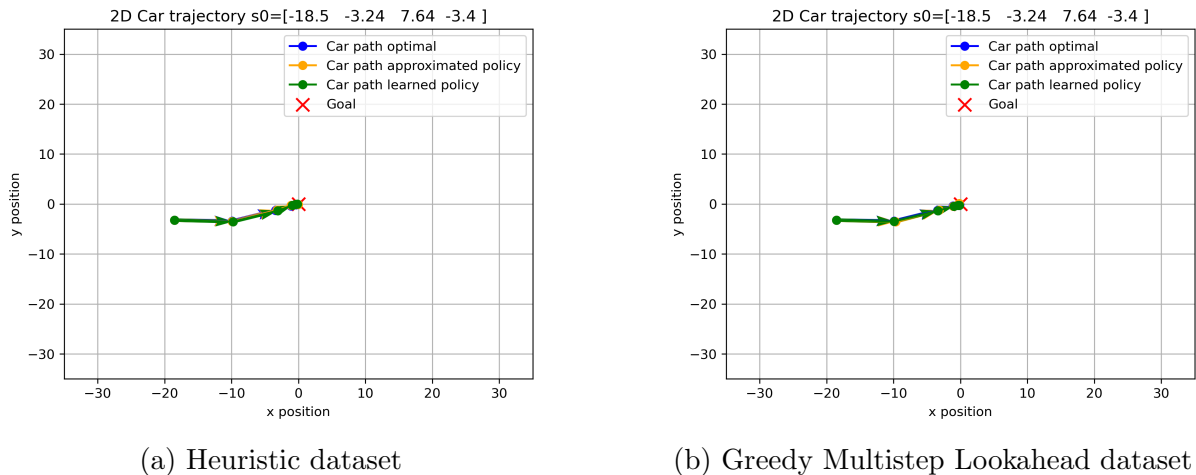 2D Car trajectory s0=[-18.5 -3.24 7.64 -3.4 ]
Car path optimal
Car path approximated policy
Car path learned policy
Goal
y position
30
20
10
0
−10
−20
−30
−30 −20 −10 0 10 20 30
x position
(a) Heuristic dataset
2D Car trajectory s0=[-18.5 -3.24 7.64 -3.4 ]
Car path optimal
Car path approximated policy
Car path learned policy
Goal
y position
30
20
10
0
−10
−20
−30
−30 −20 −10 0 10 20 30
x position
(b) Greedy Multistep Lookahead dataset